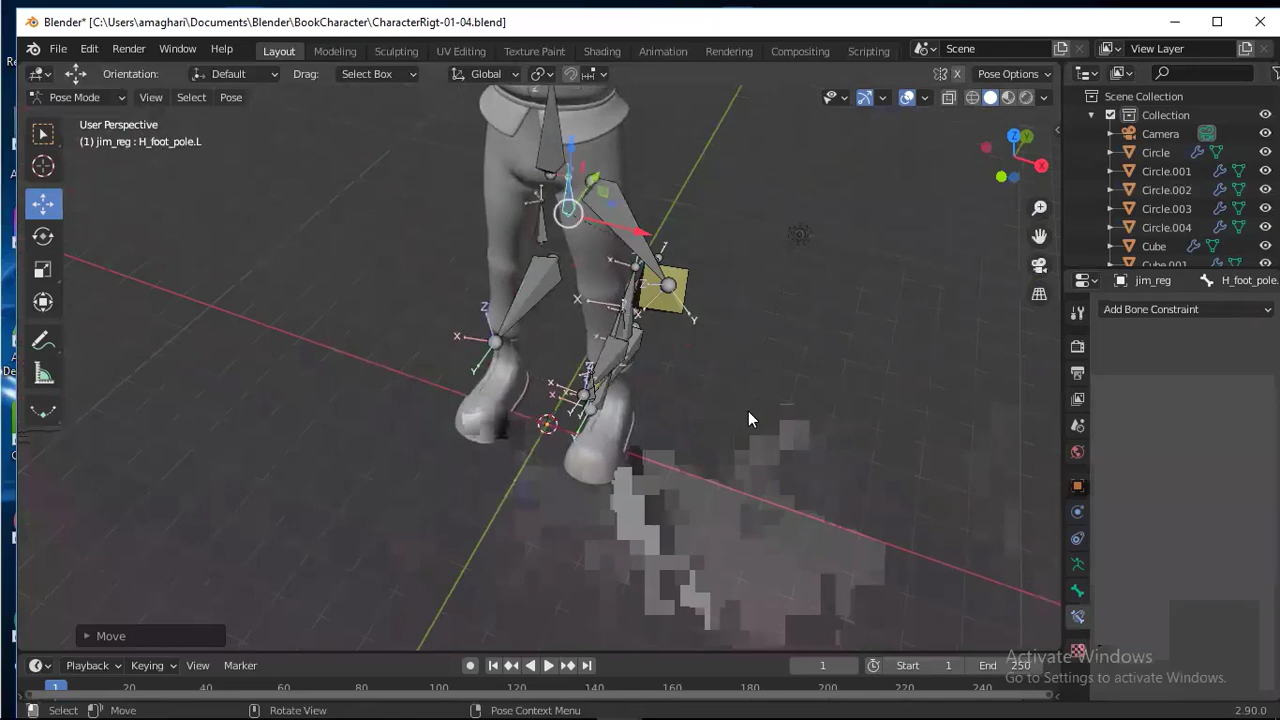 Blender* [C:\Users\amaghari\Documents\Blender\BookCharacter\CharacterRigt-01-04.blend]
File Edit Render Window Help
Layout Modeling Sculpting UV Editing Texture Paint Shading Animation Rendering Compositing Scripting
Scene View Layer
Orientation: Default Drag: Select Box Global X Pose Options
Pose Mode View Select Pose
User Perspective
(1) jim_reg : H_foot_pole.L
Scene Collection
Collection
Camera
Circle
Circle.001
Circle.002
Circle.003
Circle.004
Cube
Cube.001
jim_reg H_foot_pole.
Add Bone Constraint
Move
Playback Keying View Marker 1 Start 1 End 250
1 20 40 60 80 100 120 140 160 180 200 220 240
Activate Windows
Go to Settings to activate Windows.
Select Move Rotate View Pose Context Menu 2.90.0